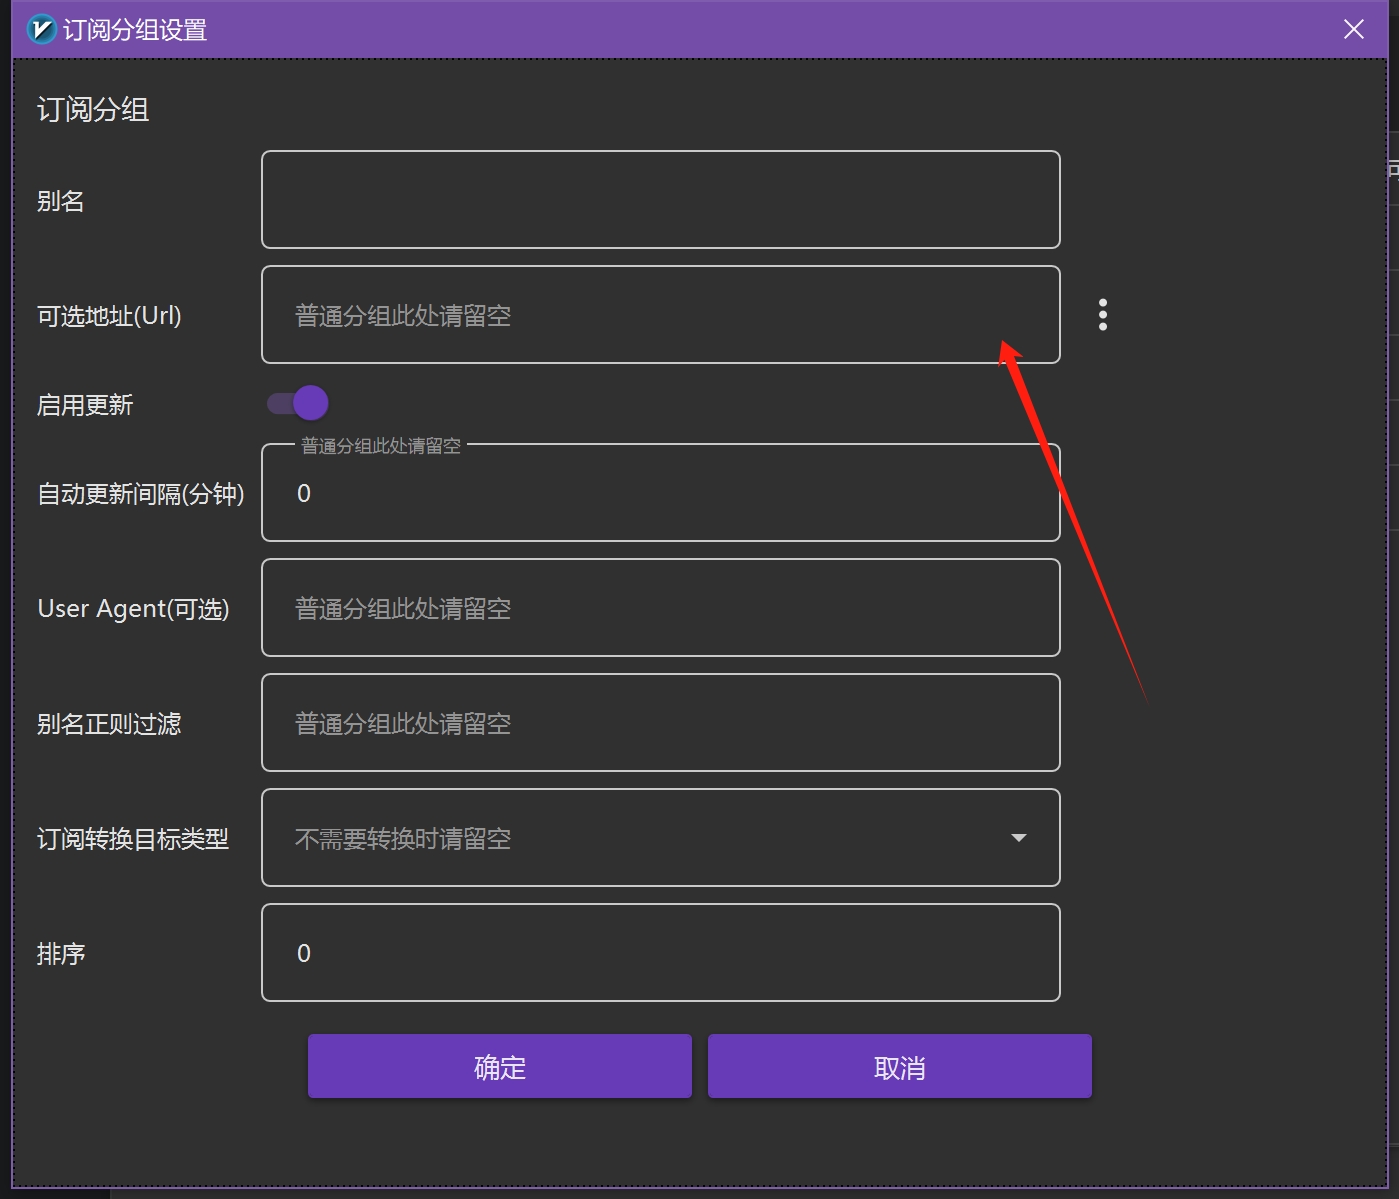 订阅分组设置
订阅分组
别名
可选地址(Url)
普通分组此处请留空
启用更新
普通分组此处请留空
自动更新间隔(分钟)
0
User Agent(可选)
普通分组此处请留空
别名正则过滤
普通分组此处请留空
订阅转换目标类型
不需要转换时请留空
排序
0
确定
取消